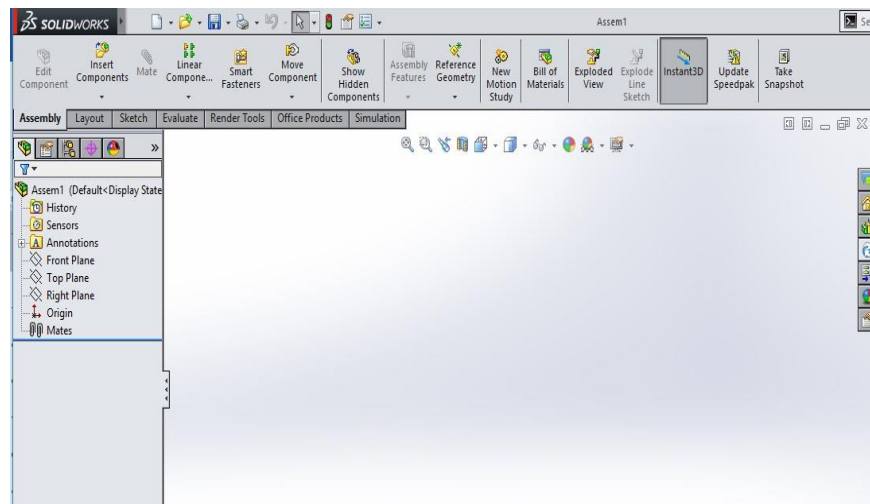 SOLIDWORKS
Assem1
Se
Edit Component
Insert Components
Mate
Linear Compone...
Smart Fasteners
Move Component
Show Hidden Components
Assembly Features
Reference Geometry
New Motion Study
Bill of Materials
Exploded View
Explode Line Sketch
Instant3D
Update Speedpak
Take Snapshot
Assembly Layout Sketch Evaluate Render Tools Office Products Simulation
Assem1 (Default<Display State
History
Sensors
A Annotations
Front Plane
Top Plane
Right Plane
Origin
Mates